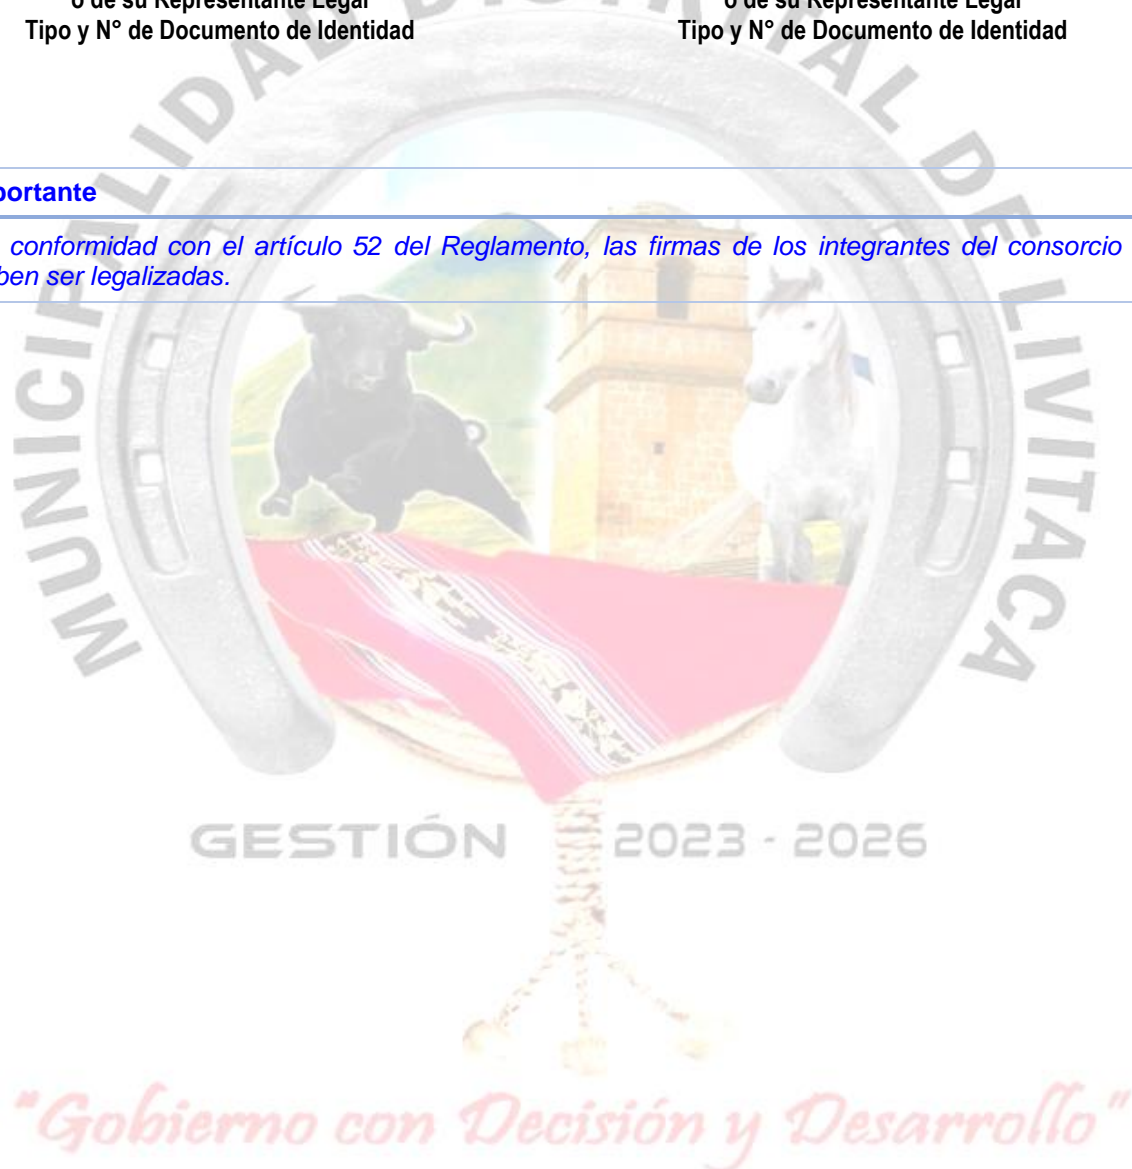 o de su Representante Legal
Tipo y N° de Documento de Identidad
o de su Representante Legal
Tipo y N° de Documento de Identidad
MUNICIPALIDAD DISTRITAL DE LIVITACA
portante
conformidad con el artículo 52 del Reglamento, las firmas de los integrantes del consorcio
ben ser legalizadas.
GESTIÓN 2023 - 2026
"Gobierno con Decisión y Desarrollo"